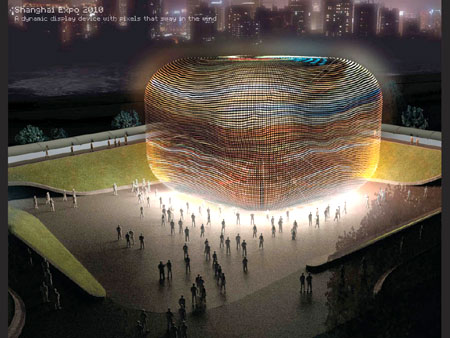 Shanghai Expo 2010
A dynamic display device with pixels that sway in the wind